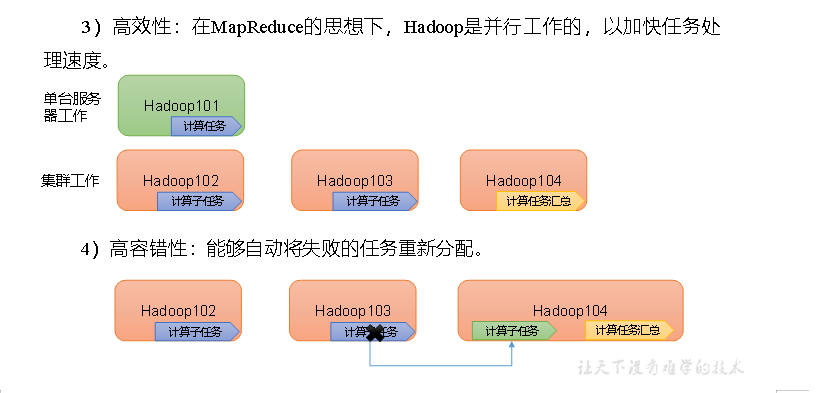 3）高效性：在MapReduce的思想下，Hadoop是并行工作的，以加快任务处
理速度。
单台服务
器工作
Hadoop101
计算任务
集群工作
Hadoop102
计算子任务
Hadoop103
计算子任务
Hadoop104
计算任务汇总
4）高容错性：能够自动将失败的任务重新分配。
Hadoop102
计算子任务
Hadoop103
计算子任务
Hadoop104
计算子任务
计算任务汇总
让天下没有难学的技术